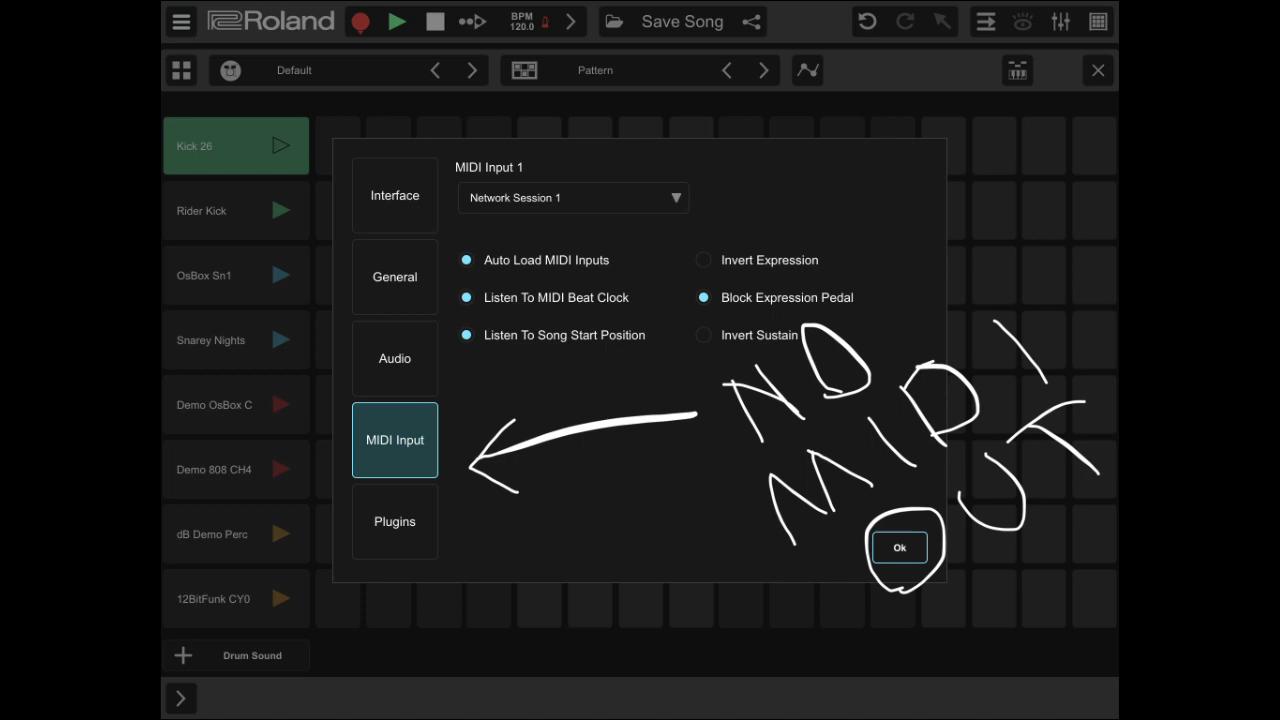 Roland
BPM
120.0
Save Song
Default
Pattern
Kick 26
Rider Kick
OsBox Sn1
Snarey Nights
Demo OsBox C
Demo 808 CH4
dB Demo Perc
12BitFunk CY0
Drum Sound
Interface
General
Audio
MIDI Input
Plugins
MIDI Input 1
Network Session 1
Auto Load MIDI Inputs
Listen To MIDI Beat Clock
Listen To Song Start Position
Invert Expression
Block Expression Pedal
Invert Sustain
NO
MIDI
OUT
Ok